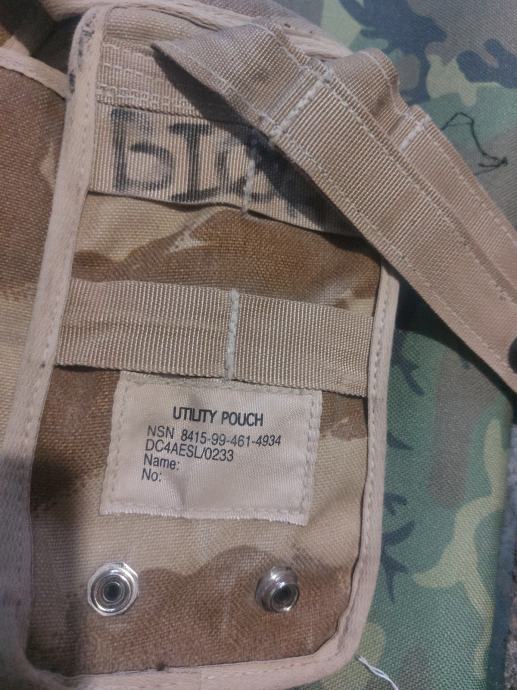 UTILITY POUCH
NSN 8415-99-461-4934
DC4AESL/0233
Name:
No: